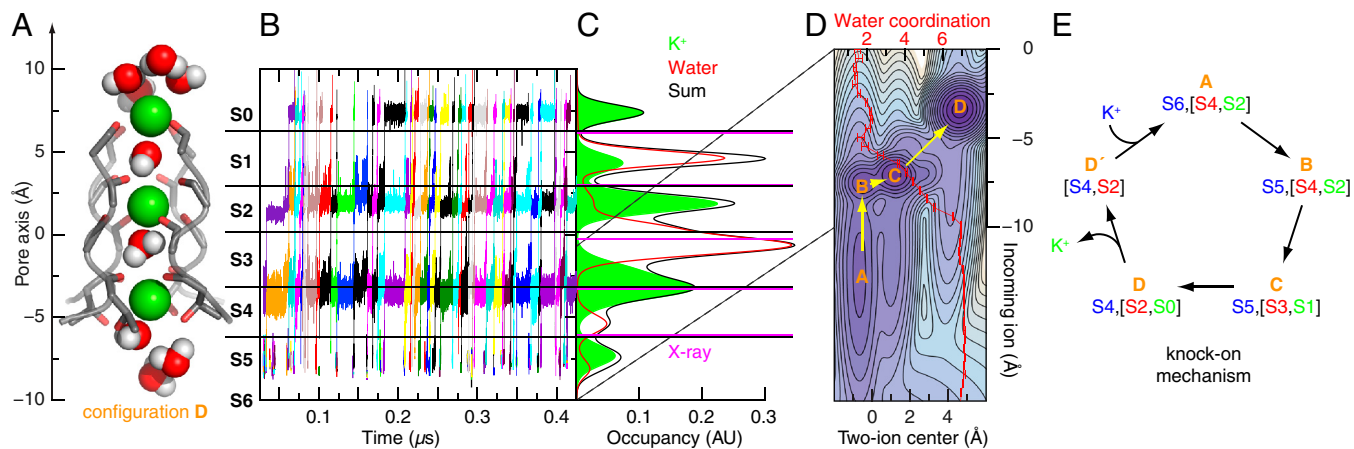 A
Pore axis (Å)
10
5
0
−5
−10
configuration D
B
S0
S1
S2
S3
S4
S5
S6
0.1
0.2
0.3
0.4
Time (μs)
C
K+
Water
Sum
X-ray
0.1
0.2
0.3
Occupancy (AU)
D
Water coordination
2
4
6
D
B
C
A
0
−5
−10
Incoming ion (Å)
0
2
4
Two-ion center (Å)
E
A
S6,[S4,S2]
K+
B
S5,[S4,S2]
C
S5,[S3,S1]
D
S4,[S2,S0]
K+
D´
[S4,S2]
knock-on
mechanism